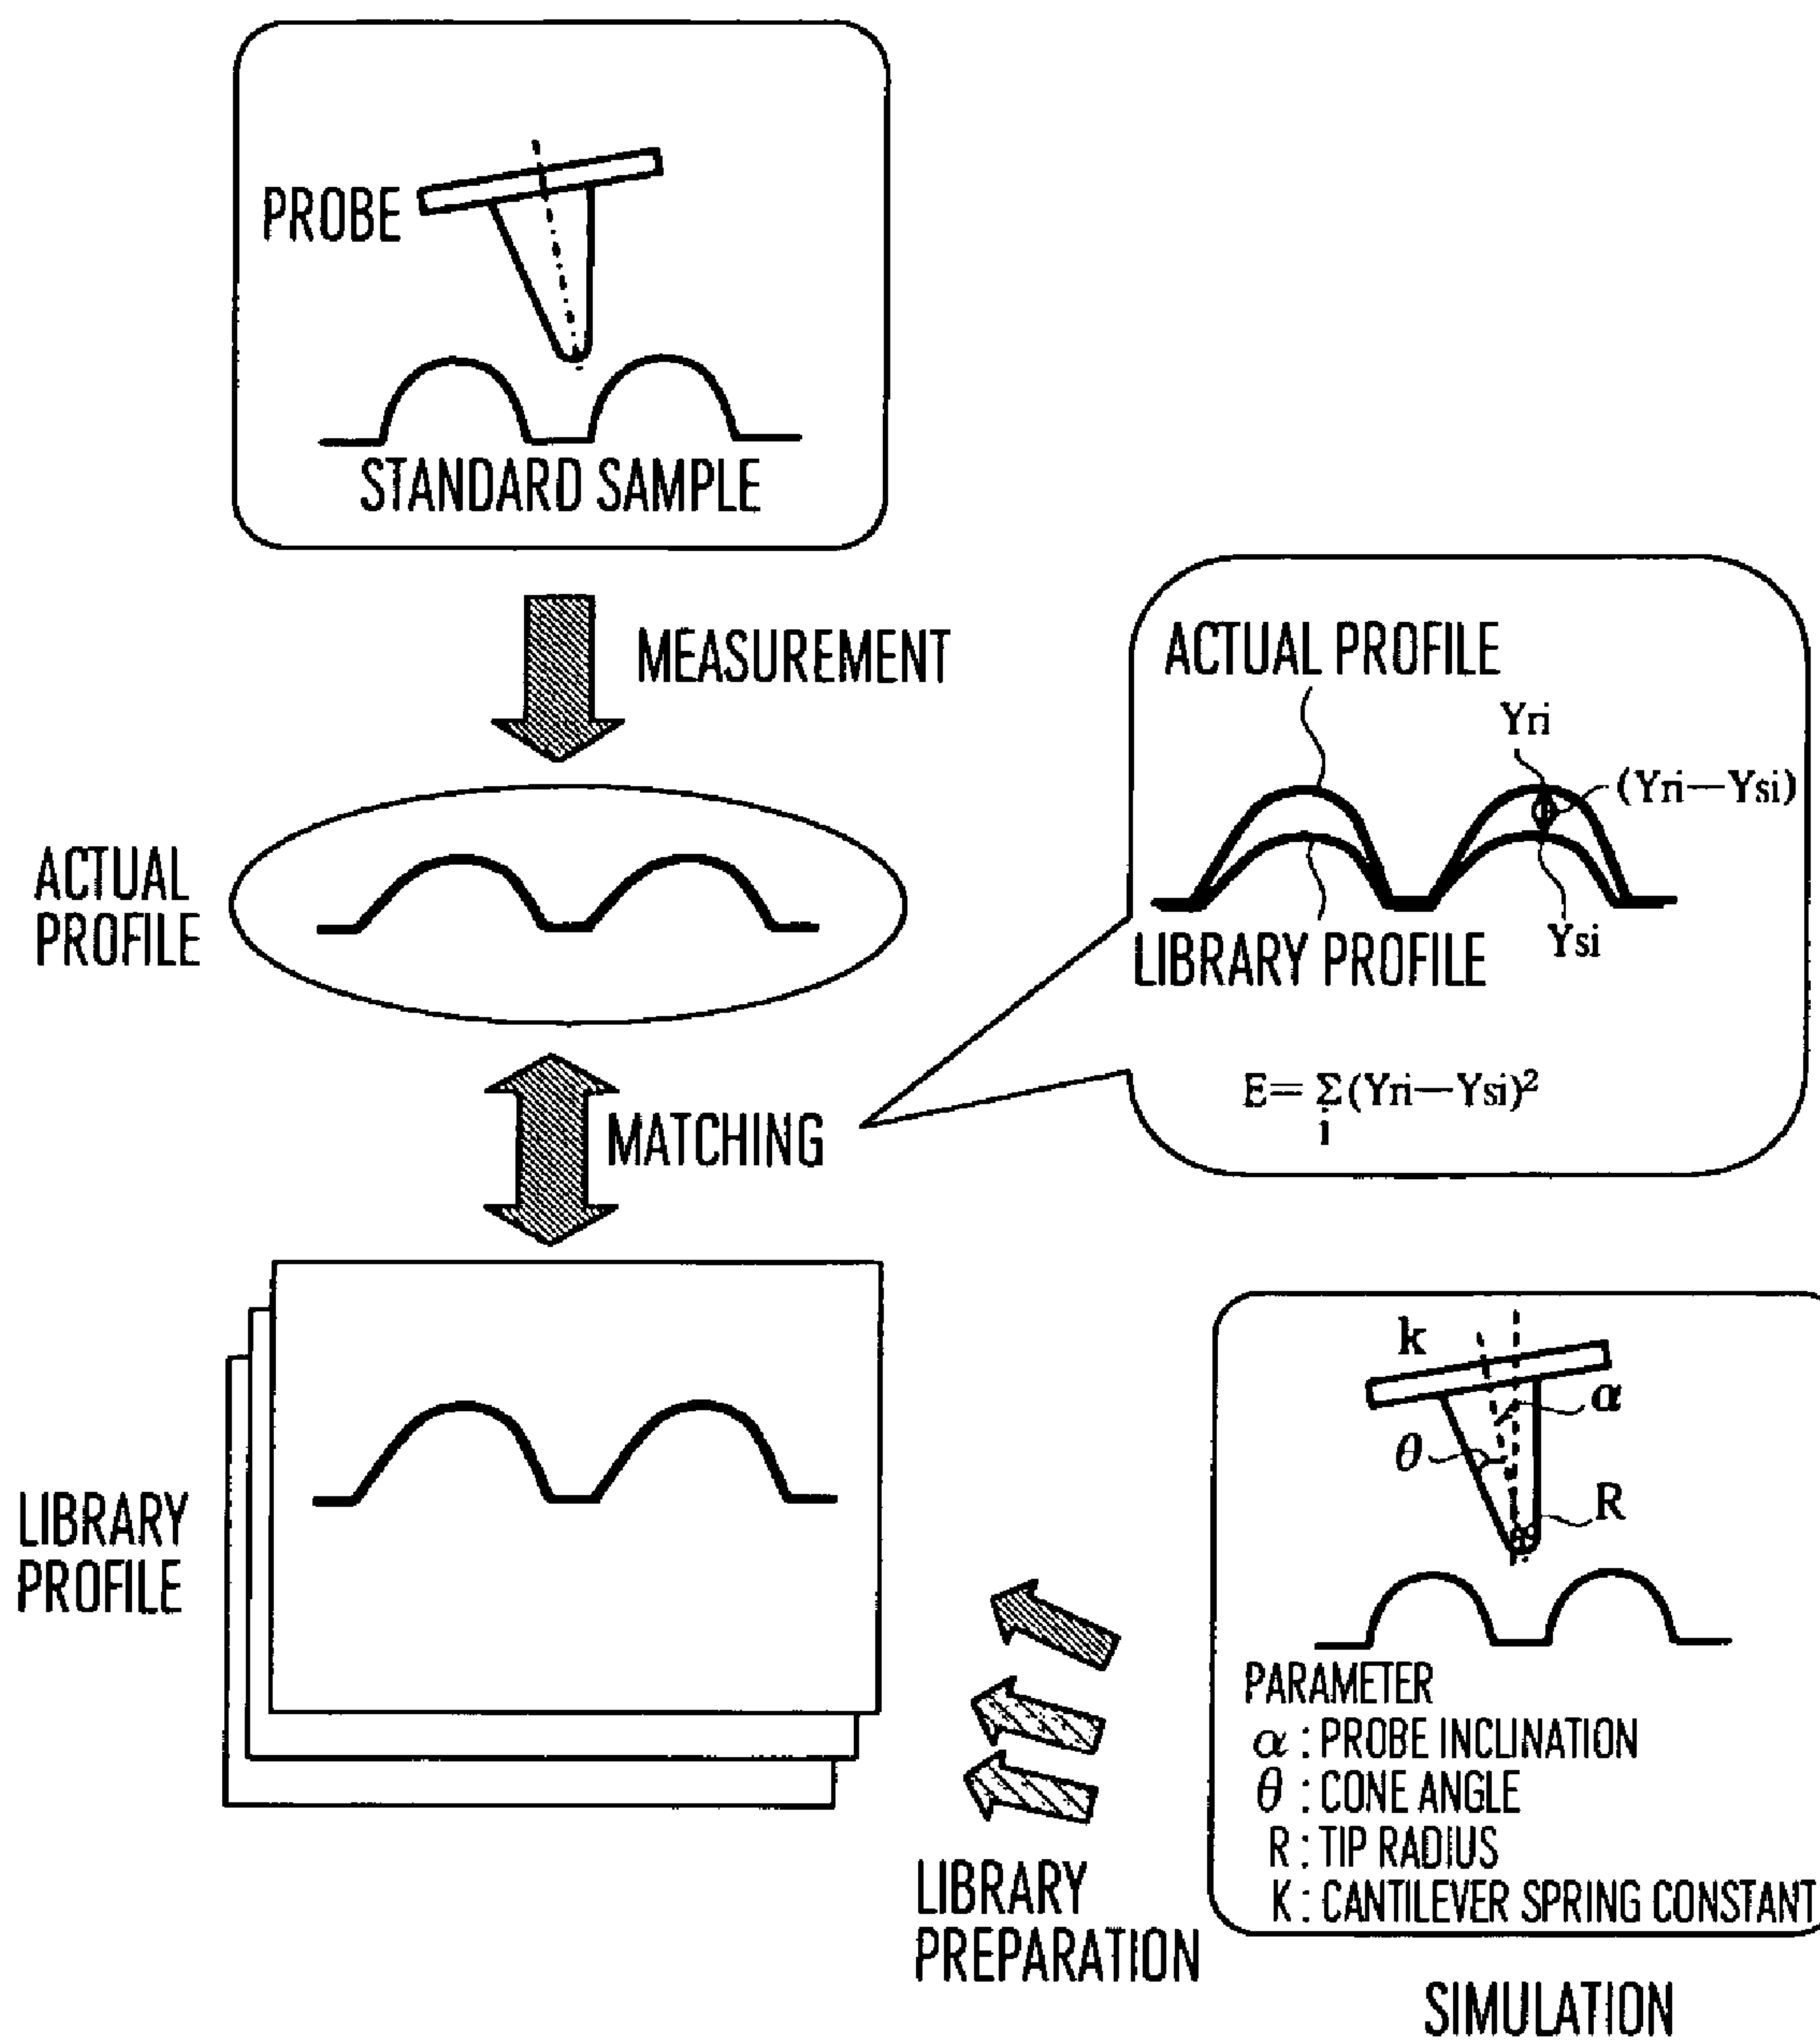 PROBE
STANDARD SAMPLE
MEASUREMENT
ACTUAL
PROFILE
ACTUAL PROFILE
Yri
(Yri—Ysi)
Ysi
LIBRARY PROFILE
E= Σ (Yri—Ysi)²
i
MATCHING
LIBRARY
PROFILE
k
α
θ
R
PARAMETER
α : PROBE INCLINATION
θ : CONE ANGLE
R : TIP RADIUS
K : CANTILEVER SPRING CONSTANT
LIBRARY
PREPARATION
SIMULATION